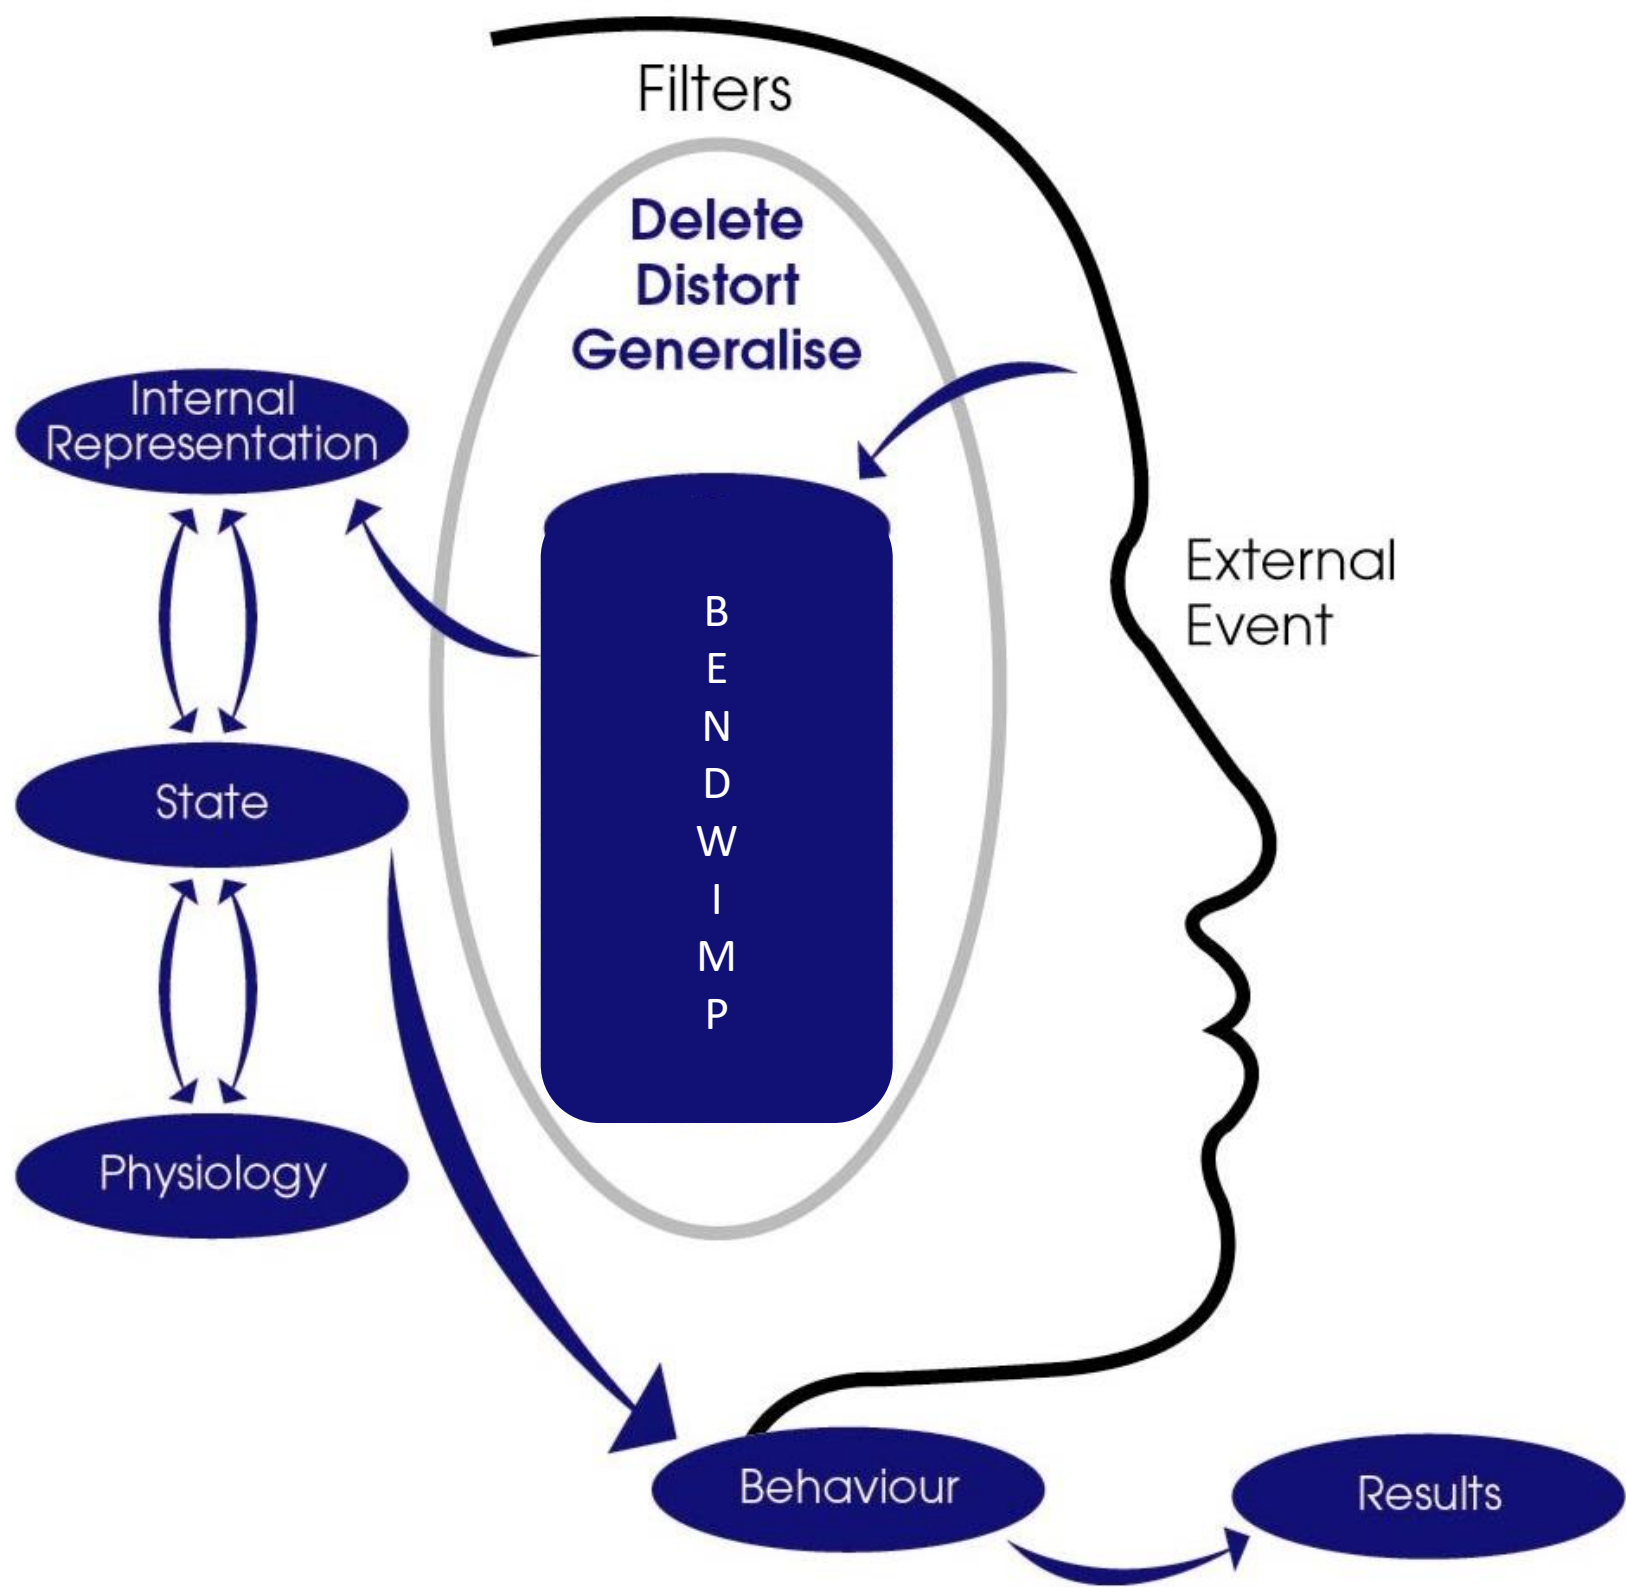 Filters
Delete
Distort
Generalise
Internal
Representation
External
Event
B
E
N
D
W
I
M
P
State
Physiology
Behaviour
Results